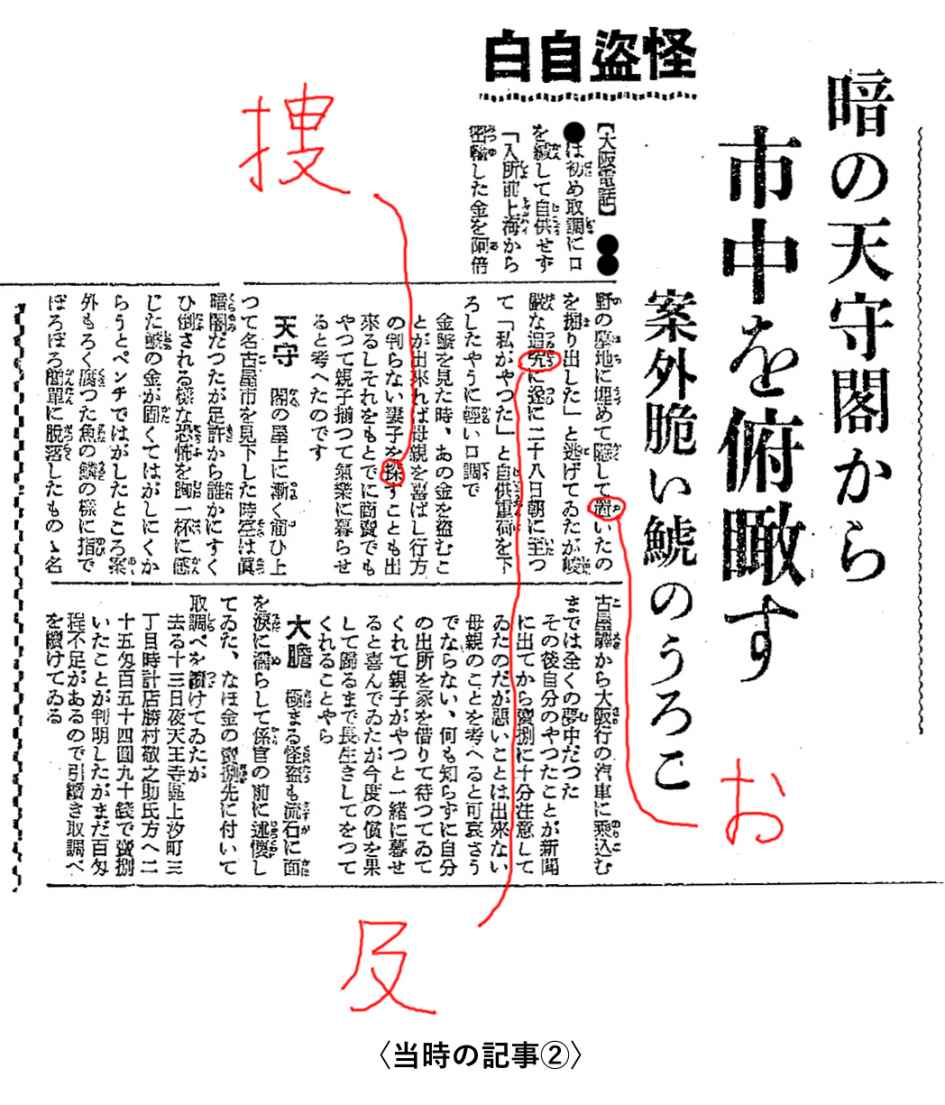 暗の天守閣から
市中を俯瞰す
案外脆い鯱のうろこ
白自盗怪
【大阪電話】●●
●は初め取調に口
を緘して自供せず
「入所前上海から
密輸した金を阿倍
野の墓地に埋めて隠して置いたの
を掘り出した」と逃げてゐたが峻
厳な追究に遂に二十八日朝に至つ
て「私がやつた」と自供重荷を下
ろしたやうに軽い口調で
金鯱を見た時、あの金を盗むこ
とが出来れば母親を喜ばし行方
の判らない妻子を探すことも出
来るしそれをもとでに商売でも
やつて親子揃つて楽に暮らせ
ると考へたのです
天守 閣の屋上に漸く匍ひ上
つて名古屋市を見下した時空は真
暗闇だつたが足許から誰かにすく
ひ倒される様な恐怖を胸一杯に感
じた鯱の金が固くてはがしにくか
らうとペンチではがしたところ案
外もろく腐つた魚の鱗の様に指で
ぼろぼろ簡単に脱落したものゝ名
古屋駅から大阪行の汽車に乗込む
までは全くの夢中だつた
その後自分のやつたことが新聞
に出てから売捌に十分注意して
ゐたのだが悪いことは出来ない
母親のことを考へると可哀さう
でならない、何も知らずに自分
の出所を家を借りて待つてゐて
くれて親子がやつと一緒に暮せ
ると喜んでゐたが今度の償を果
して帰るまで長生きしてをつて
くれることやら
大胆 極まる怪盗も流石に面
を涙に濡らして係官の前に述懐し
てゐた、なほ金の売捌先に付いて
取調べを続けてゐたが
去る十三日夜天王寺区上汐町三
丁目時計店勝村敬之助氏方へ二
十五匁百五十四圓九十銭で売捌
いたことが判明したがまだ百匁
程不足があるので引続き取調べ
を続けてゐる
捜
お
及
〈当時の記事②〉